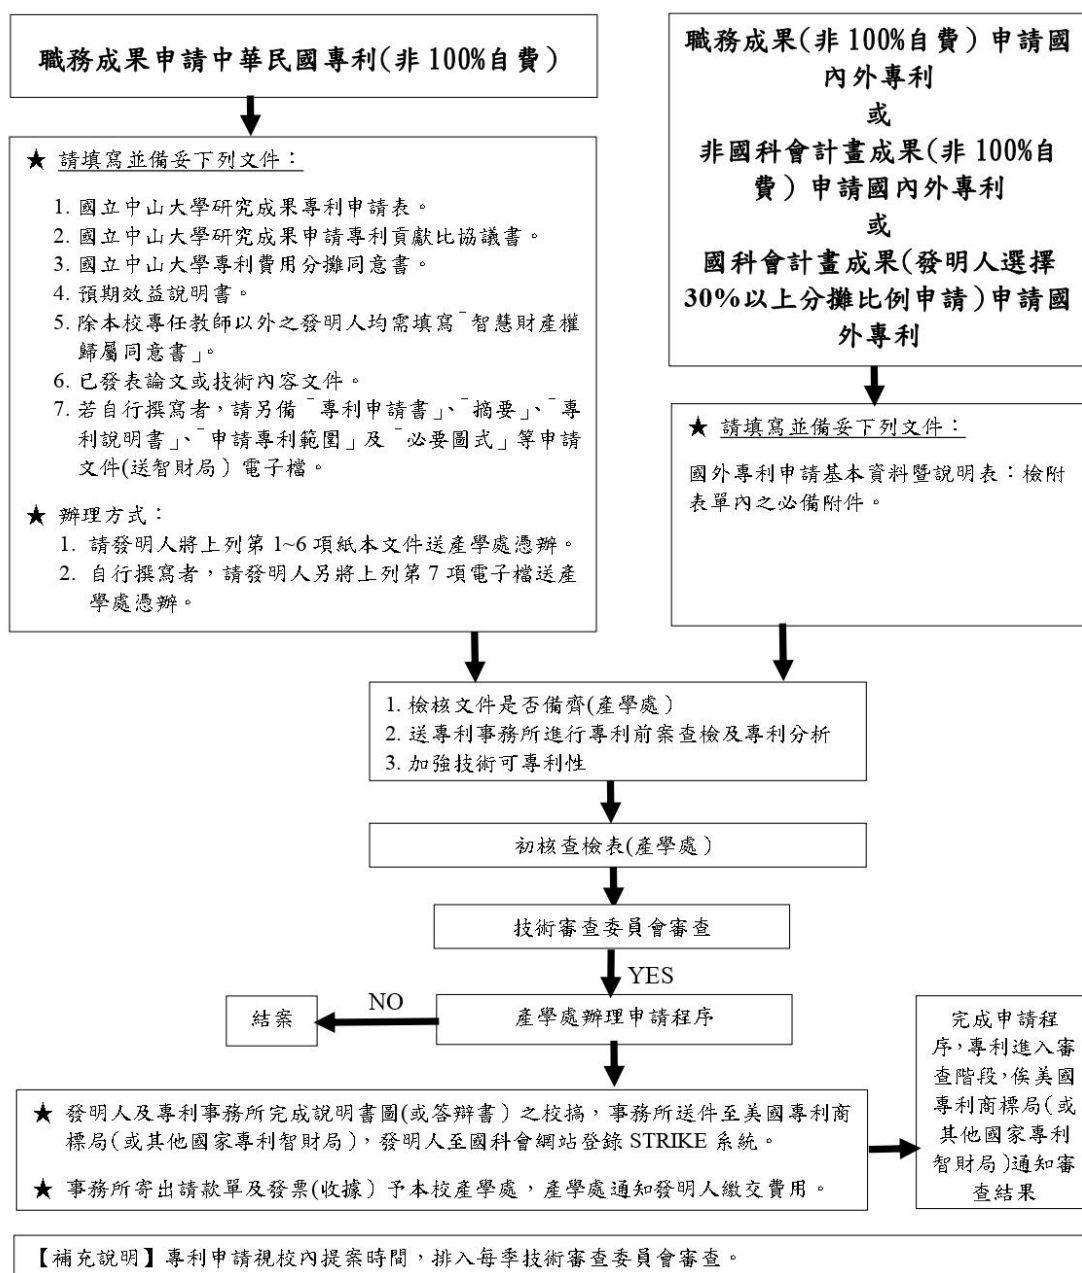 職務成果申請中華民國專利(非 100%自費)
★ 請填寫並備妥下列文件：
1. 國立中山大學研究成果專利申請表。
2. 國立中山大學研究成果申請專利貢獻比協議書。
3. 國立中山大學專利費用分攤同意書。
4. 預期效益說明書。
5. 除本校專任教師以外之發明人均需填寫「智慧財產權
歸屬同意書」。
6. 已發表論文或技術內容文件。
7. 若自行撰寫者，請另備「專利申請書」、「摘要」、「專
利說明書」、「申請專利範圍」及「必要圖式」等申請
文件(送智財局) 電子檔。
★ 辦理方式：
1. 請發明人將上列第 1~6 項紙本文件送產學處憑辦。
2. 自行撰寫者，請發明人另將上列第 7 項電子檔送產
學處憑辦。
職務成果(非 100%自費) 申請國
內外專利
或
非國科會計畫成果(非 100%自
費) 申請國內外專利
或
國科會計畫成果(發明人選擇
30%以上分攤比例申請) 申請國
外專利
★ 請填寫並備妥下列文件：
國外專利申請基本資料暨說明表：檢附
表單內之必備附件。
1. 檢核文件是否備齊(產學處)
2. 送專利事務所進行專利前案查檢及專利分析
3. 加強技術可專利性
初核查檢表(產學處)
技術審查委員會審查
YES
結案
NO
產學處辦理申請程序
★ 發明人及專利事務所完成說明書圖(或答辯書) 之校搞，事務所送件至美國專利商
標局(或其他國家專利智財局)，發明人至國科會網站登錄 STRIKE 系統。
★ 事務所寄出請款單及發票(收據) 予本校產學處，產學處通知發明人繳交費用。
完成申請程
序，專利進入審
查階段，俟美國
專利商標局(或
其他國家專利
智財局)通知審
查結果
【補充說明】專利申請視校內提案時間，排入每季技術審查委員會審查。